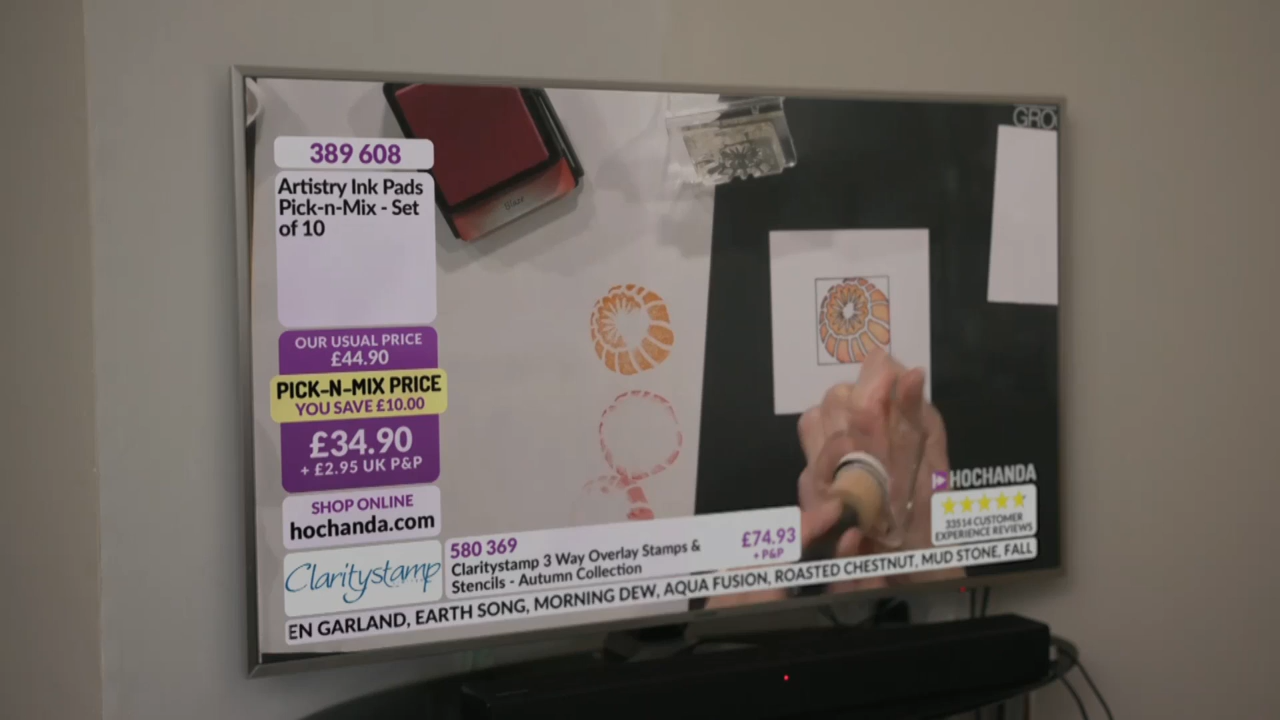 389 608
Artistry Ink Pads
Pick-n-Mix - Set
of 10
OUR USUAL PRICE
£44.90
PICK-N-MIX PRICE
YOU SAVE £10.00
£34.90
+ £2.95 UK P&P
SHOP ONLINE
hochanda.com
Claritystamp
580 369
Claritystamp 3 Way Overlay Stamps &
Stencils - Autumn Collection
£74.93
+ P&P
EN GARLAND, EARTH SONG, MORNING DEW, AQUA FUSION, ROASTED CHESTNUT, MUD STONE, FALL
GRO
HOCHANDA
33514 CUSTOMER
EXPERIENCE REVIEWS